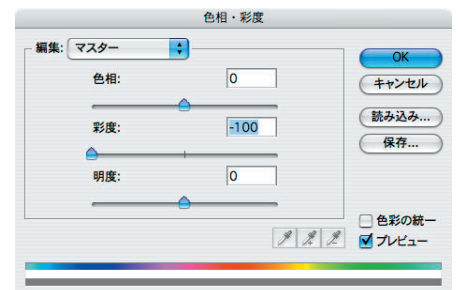 色相・彩度
編集: マスター
OK
色相: 0
キャンセル
読み込み...
彩度: -100
保存...
明度: 0
色彩の統一
プレビュー